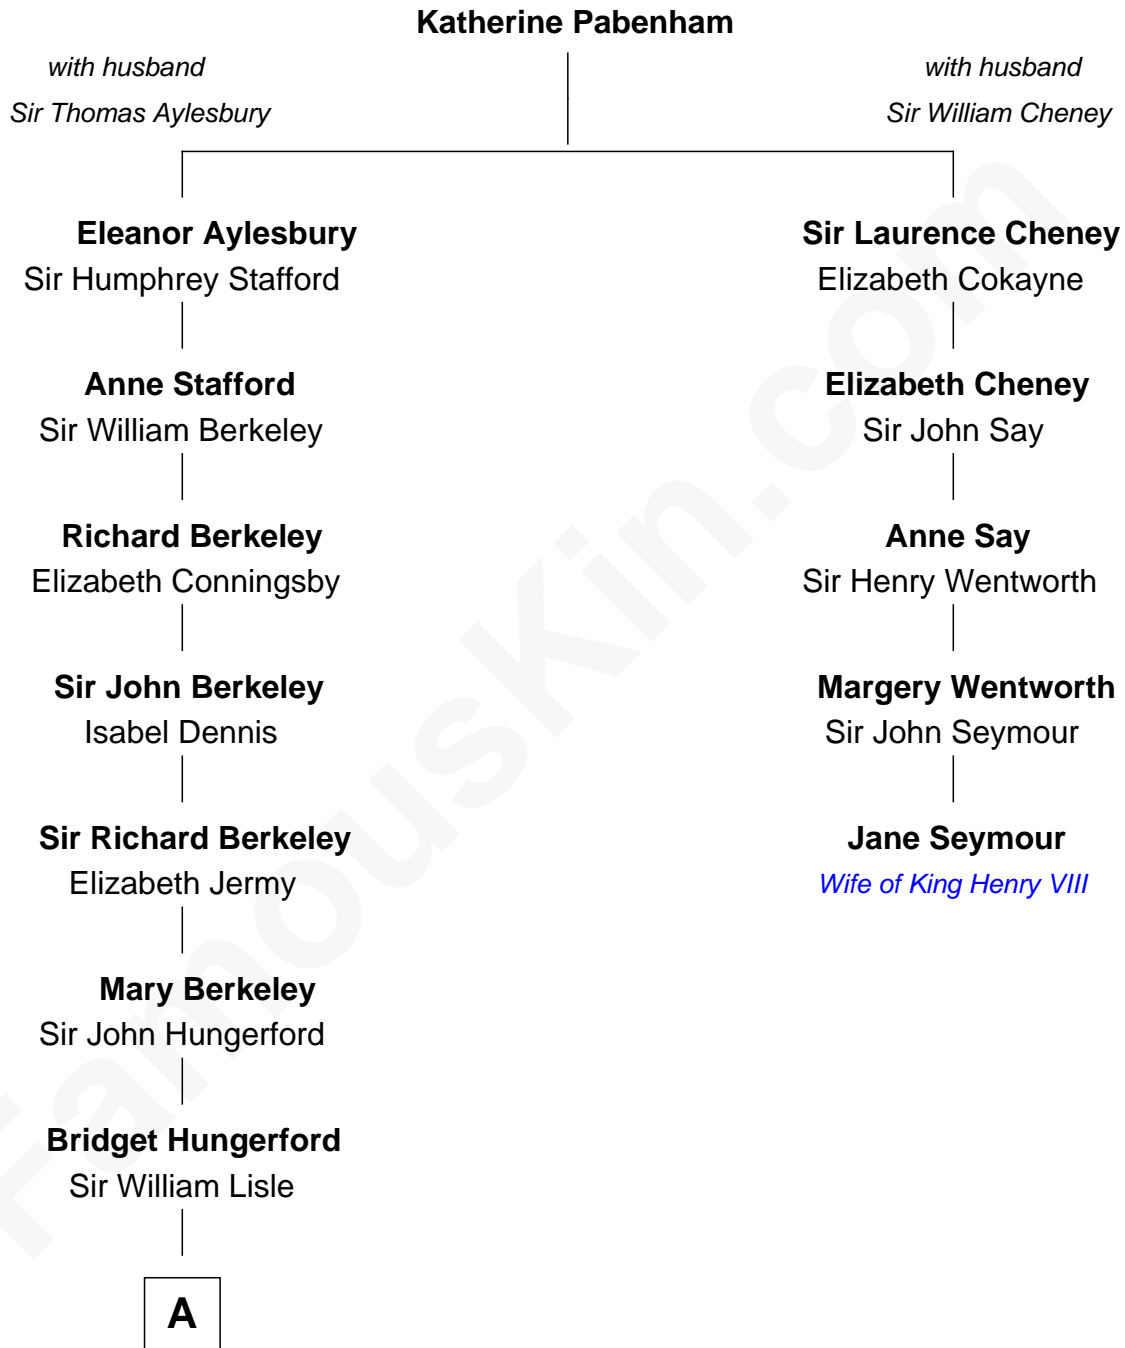 Katherine Pabenham
with husband
Sir Thomas Aylesbury
with husband
Sir William Cheney
Eleanor Aylesbury
Sir Humphrey Stafford
Sir Laurence Cheney
Elizabeth Cokayne
Anne Stafford
Sir William Berkeley
Elizabeth Cheney
Sir John Say
Richard Berkeley
Elizabeth Conningsby
Anne Say
Sir Henry Wentworth
Sir John Berkeley
Isabel Dennis
Margery Wentworth
Sir John Seymour
Sir Richard Berkeley
Elizabeth Jermy
Jane Seymour
Wife of King Henry VIII
Mary Berkeley
Sir John Hungerford
Bridget Hungerford
Sir William Lisle
A
FamousKin.com